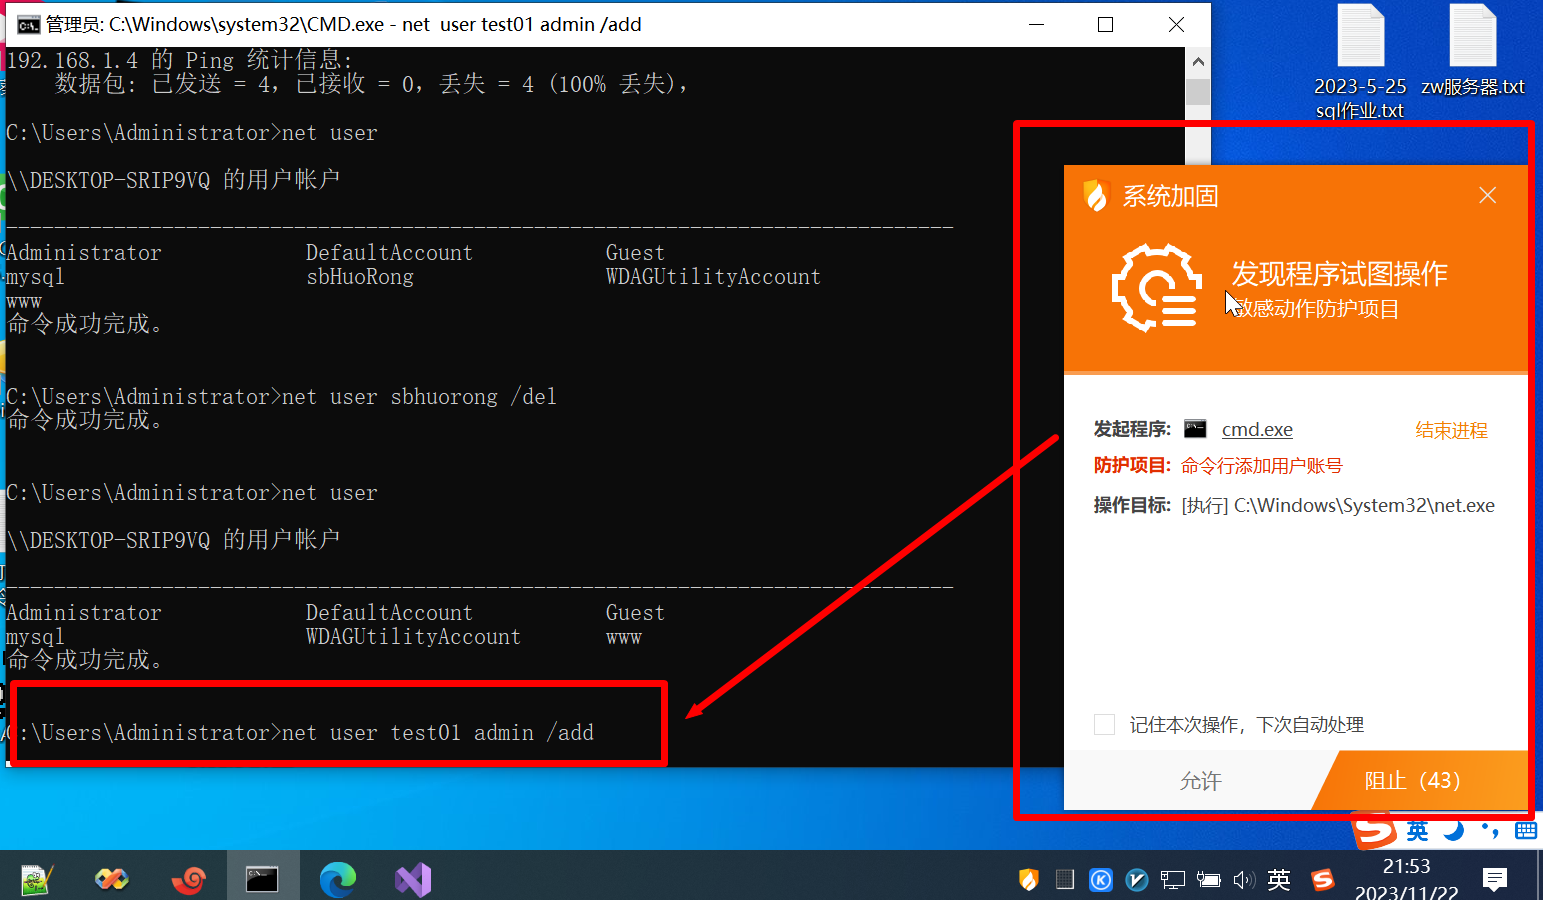 管理员: C:\Windows\system32\CMD.exe - net  user test01 admin /add
192.168.1.4 的 Ping 统计信息:
数据包: 已发送 = 4, 已接收 = 0, 丢失 = 4 (100% 丢失),
C:\Users\Administrator>net user
\\DESKTOP-SRIP9VQ 的用户帐户
-------------------------------------------------------------------------------
Administrator DefaultAccount Guest
mysql sbHuoRong WDAGUtilityAccount
www
命令成功完成。
C:\Users\Administrator>net user sbhuorong /del
命令成功完成。
C:\Users\Administrator>net user
\\DESKTOP-SRIP9VQ 的用户帐户
-------------------------------------------------------------------------------
Administrator DefaultAccount Guest
mysql WDAGUtilityAccount www
命令成功完成。
:\Users\Administrator>net user test01 admin /add
2023-5-25
sql作业.txt
zw服务器.txt
系统加固
发现程序试图操作
敏感动作防护项目
发起程序: cmd.exe 结束进程
防护项目: 命令行添加用户账号
操作目标: [执行] C:\Windows\System32\net.exe
记住本次操作，下次自动处理
允许 阻止（43）
英
英
21:53
2023/11/22